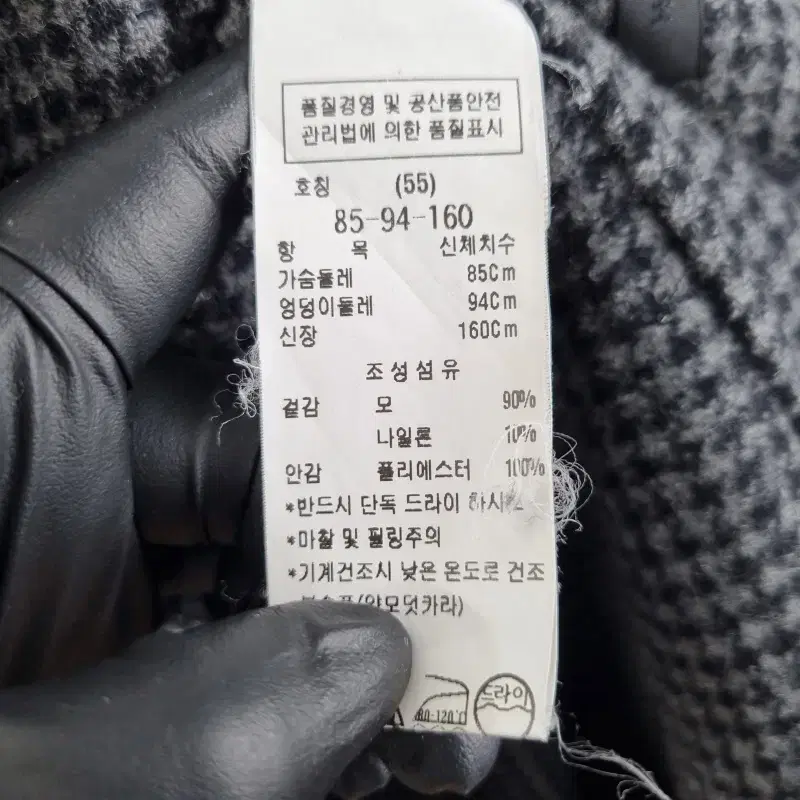 품질경영 및 공산품안전
관리법에 의한 품질표시
호칭 (55)
85-94-160
항 목 신체치수
가슴둘레 85Cm
엉덩이둘레 94Cm
신장 160Cm
조성섬유
겉감 모 90%
나일론 10%
안감 폴리에스터 100%
*반드시 단독 드라이
*마찰 및 필링주의
*기계건조시 낮은 온도로 건조
80-120℃
드라이